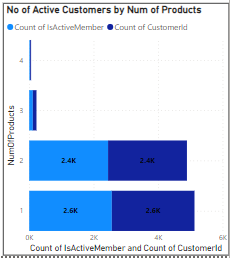 No of Active Customers by Num of Products
Count of IsActiveMember Count of CustomerId
4
3
2
2.4K 2.4K
1
2.6K 2.6K
NumOfProducts
0K 2K 4K 6K
Count of IsActiveMember and Count of CustomerId